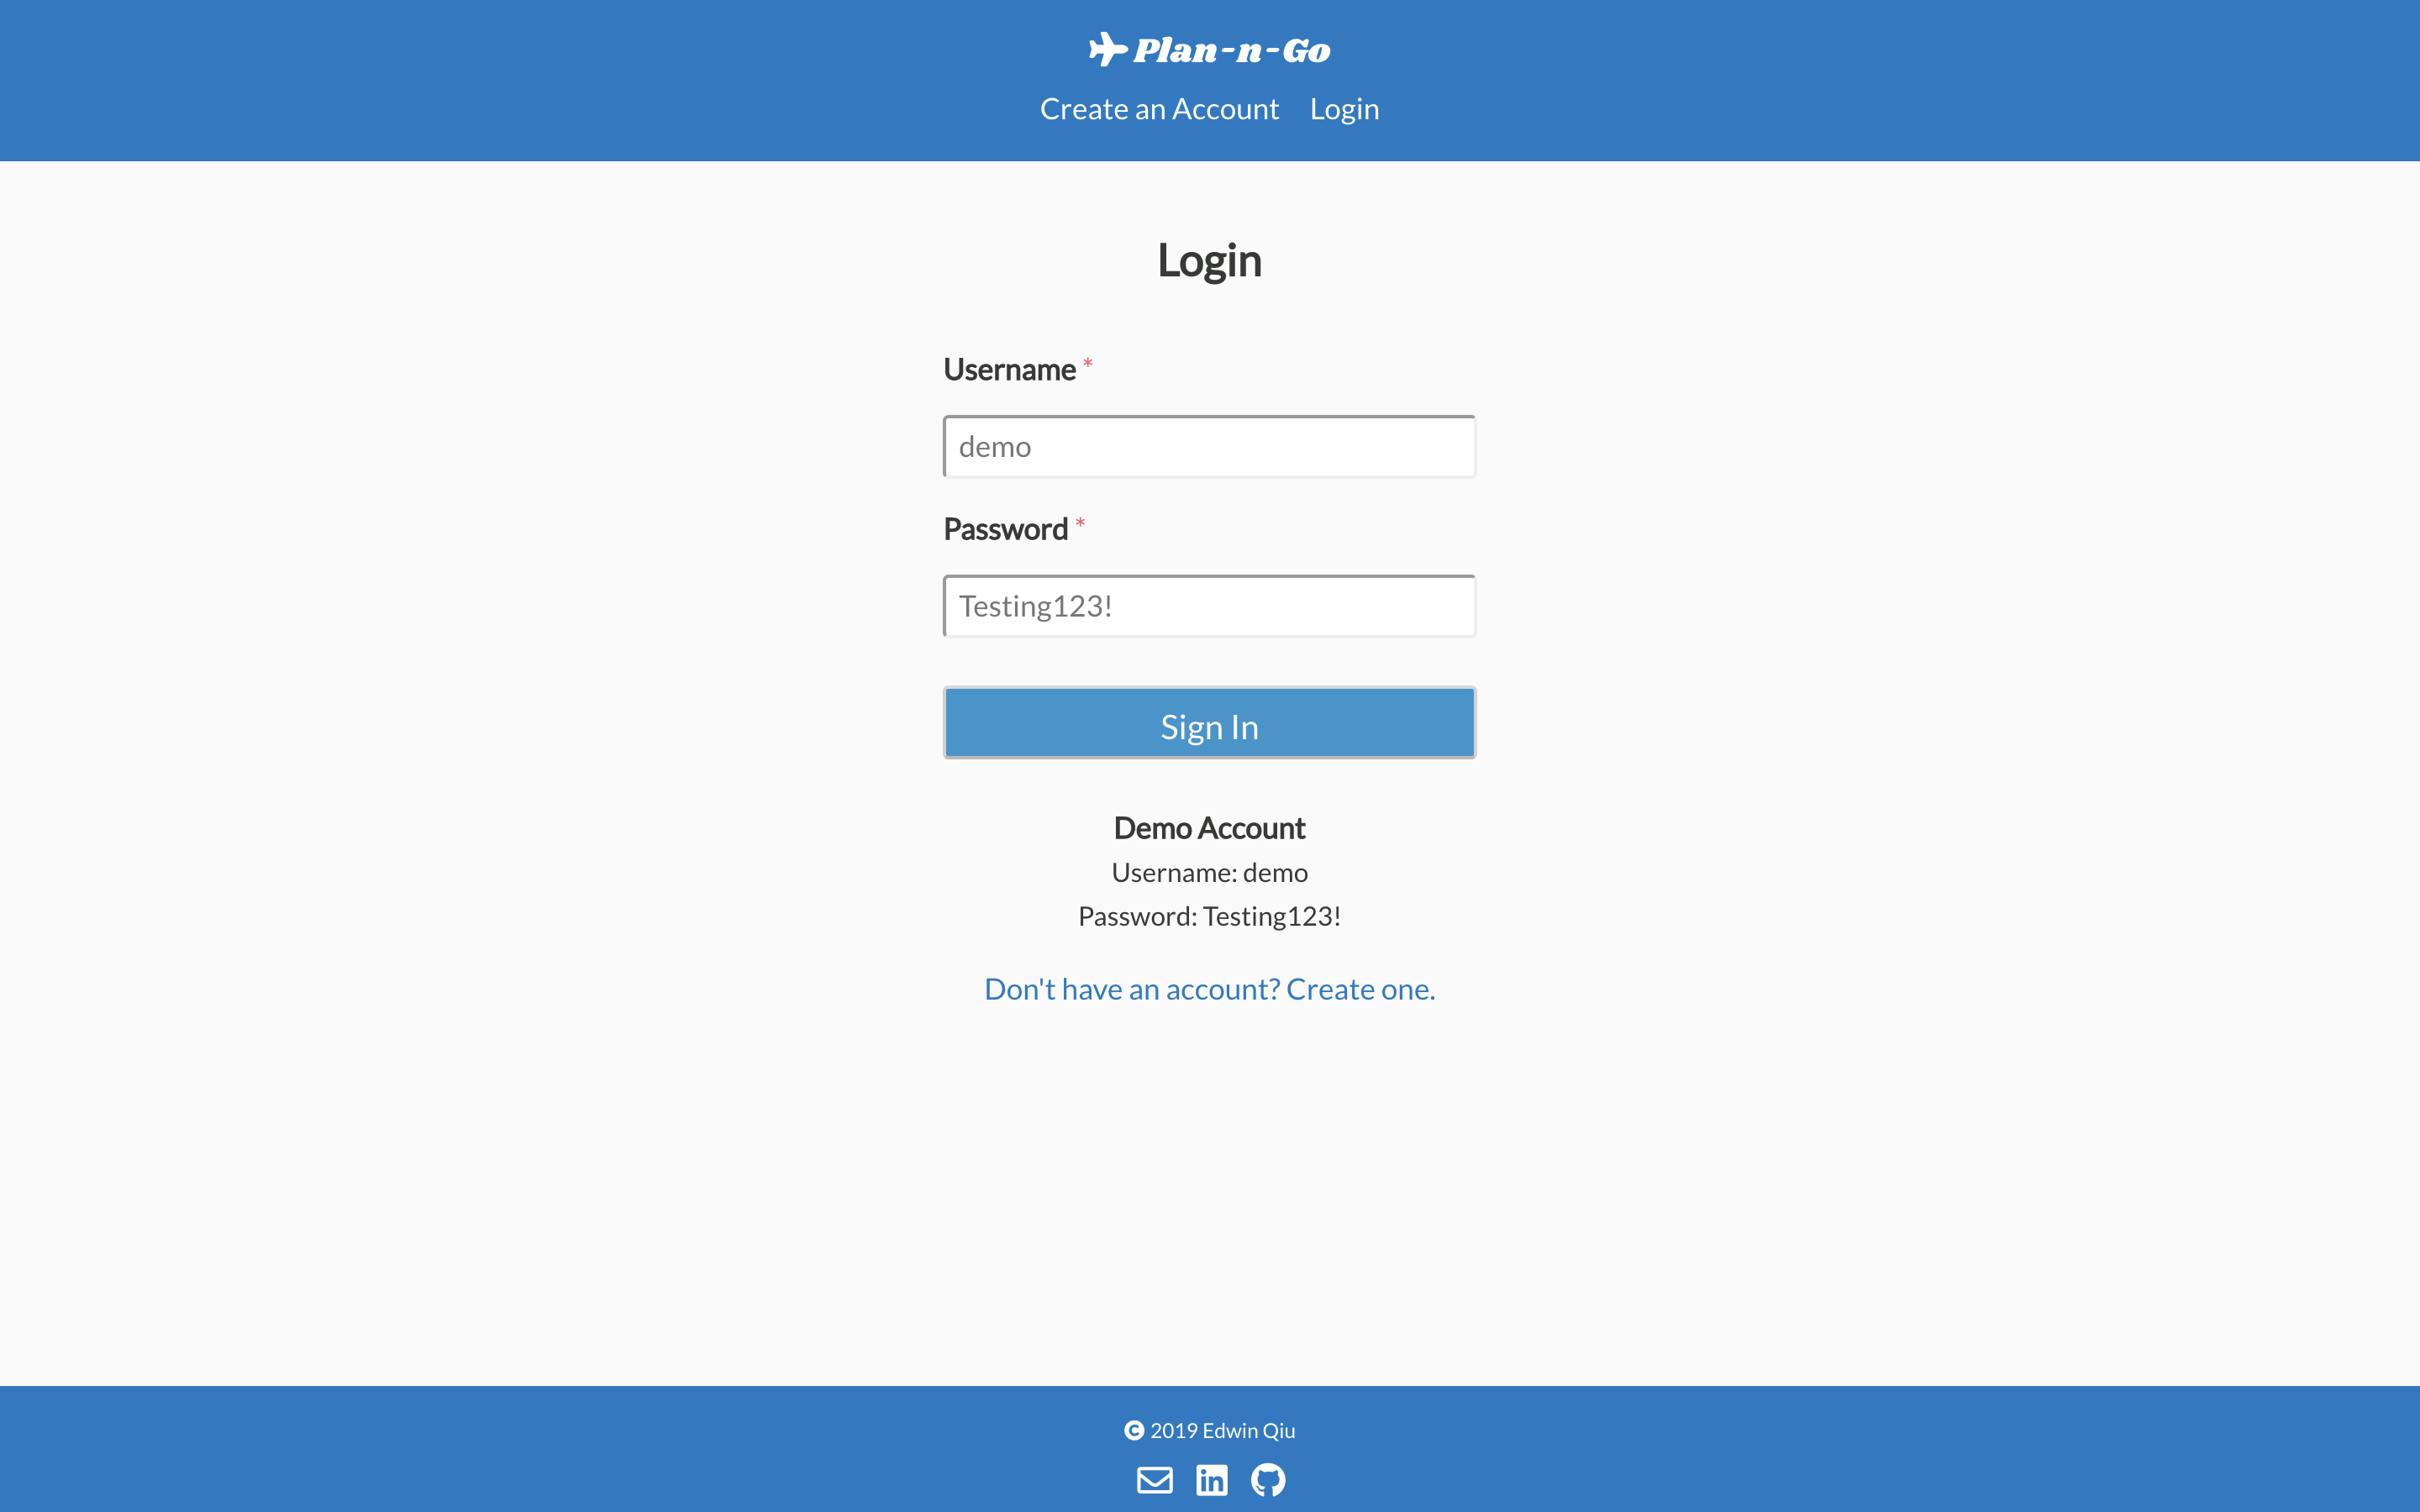 Plan-n-Go
Create an Account Login
Login
Username *
demo
Password *
Testing123!
Sign In
Demo Account
Username: demo
Password: Testing123!
Don't have an account? Create one.
© 2019 Edwin Qiu